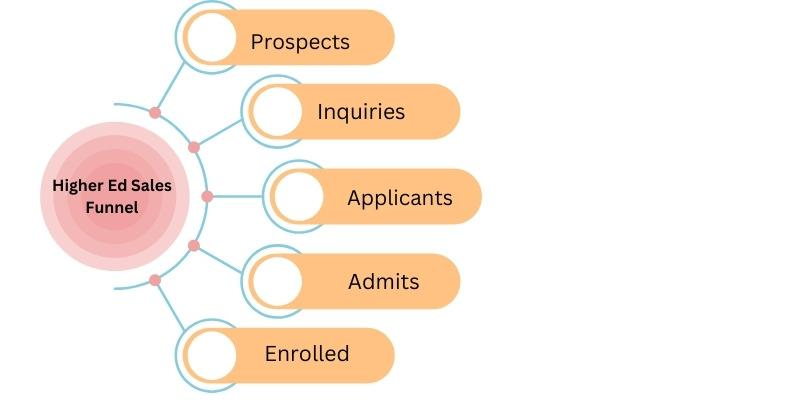 Higher Ed Sales
Funnel
Prospects
Inquiries
Applicants
Admits
Enrolled